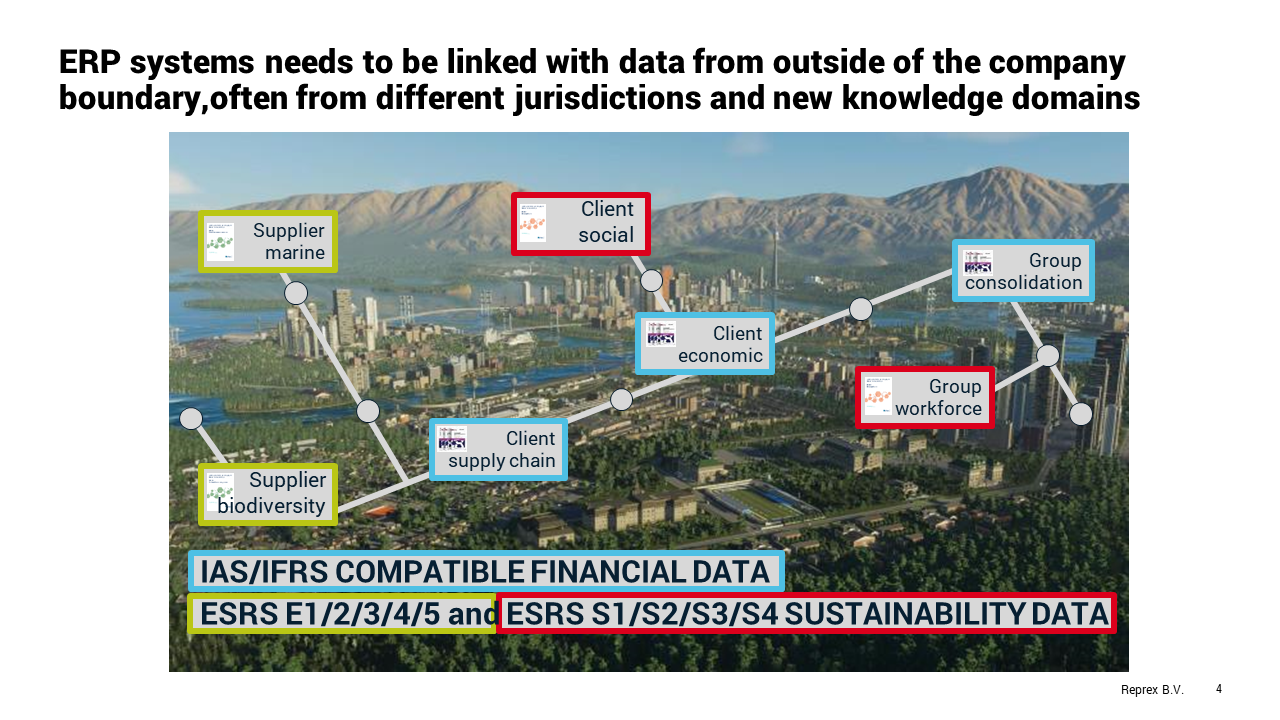 ERP systems needs to be linked with data from outside of the company
boundary,often from different jurisdictions and new knowledge domains
Supplier
marine
Client
social
Group
consolidation
Client
economic
Group
workforce
Client
supply chain
Supplier
biodiversity
IAS/IFRS COMPATIBLE FINANCIAL DATA
ESRS E1/2/3/4/5 and ESRS S1/S2/S3/S4 SUSTAINABILITY DATA
Reprex B.V. 4